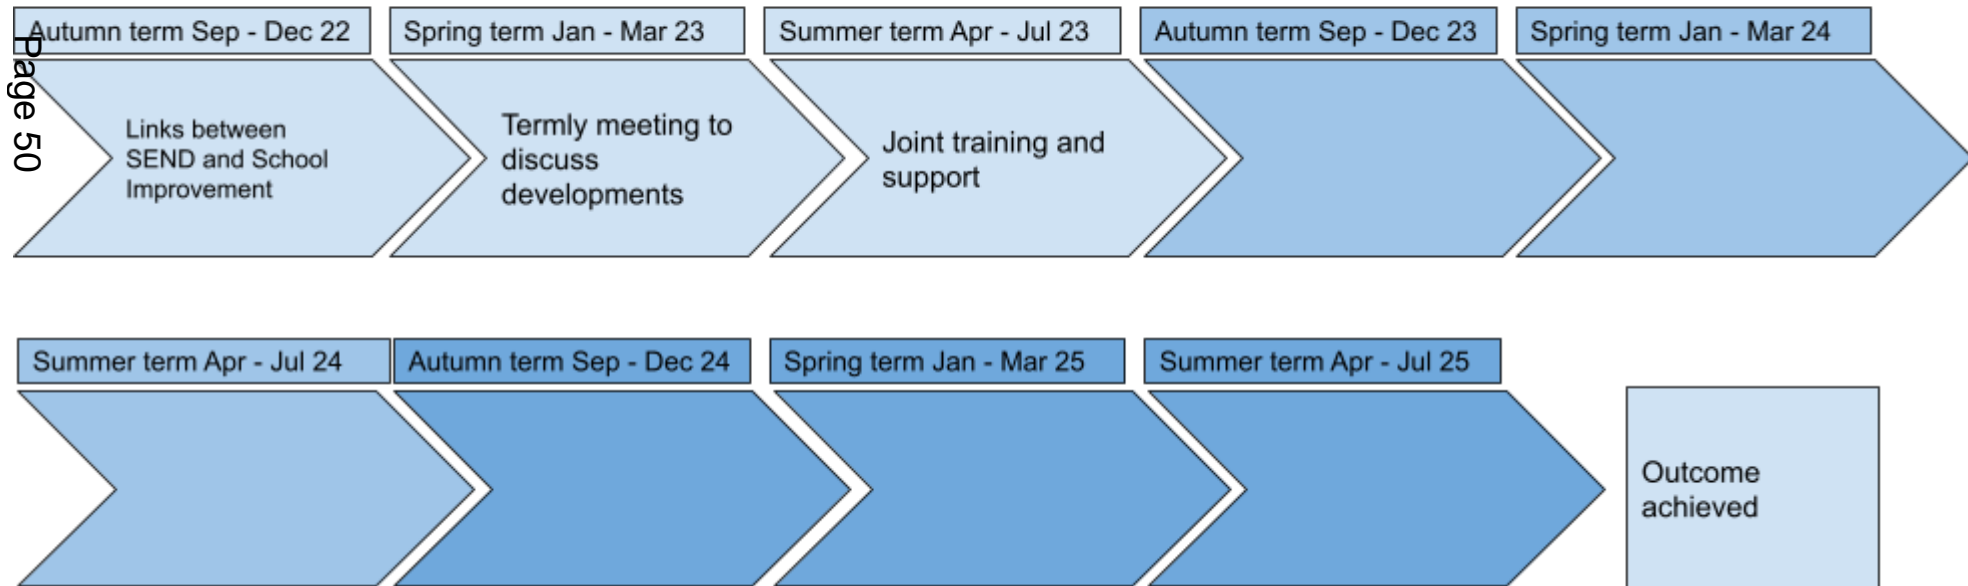 Page 50
Autumn term Sep - Dec 22
Spring term Jan - Mar 23
Summer term Apr - Jul 23
Autumn term Sep - Dec 23
Spring term Jan - Mar 24
Links between
SEND and School
Improvement
Termly meeting to
discuss
developments
Joint training and
support
Summer term Apr - Jul 24
Autumn term Sep - Dec 24
Spring term Jan - Mar 25
Summer term Apr - Jul 25
Outcome
achieved